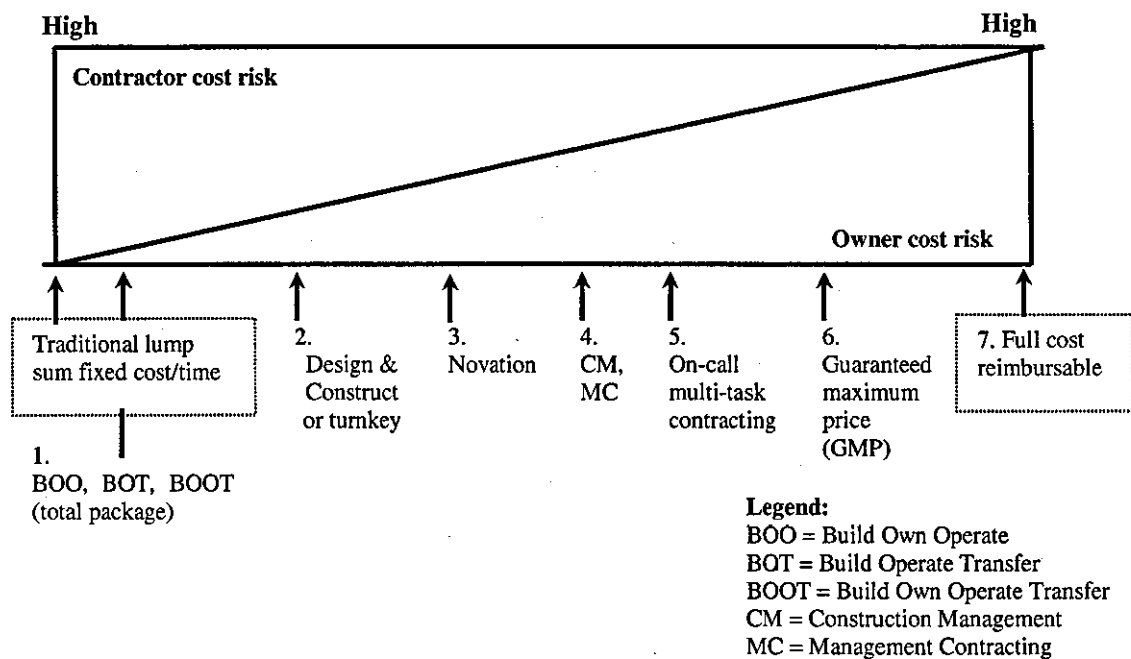 High
High
Contractor cost risk
Owner cost risk
Traditional lump
sum fixed cost/time
1.
BOO, BOT, BOOT
(total package)
2.
Design &
Construct
or turnkey
3.
Novation
4.
CM,
MC
5.
On-call
multi-task
contracting
6.
Guaranteed
maximum
price
(GMP)
7. Full cost
reimbursable
Legend:
BOO = Build Own Operate
BOT = Build Operate Transfer
BOOT = Build Own Operate Transfer
CM = Construction Management
MC = Management Contracting